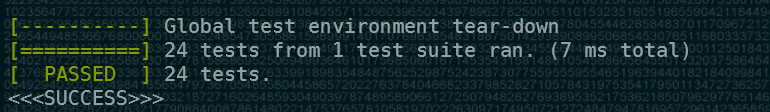 [----------] Global test environment tear-down
[==========] 24 tests from 1 test suite ran. (7 ms total)
[  PASSED  ] 24 tests.
<<<SUCCESS>>>